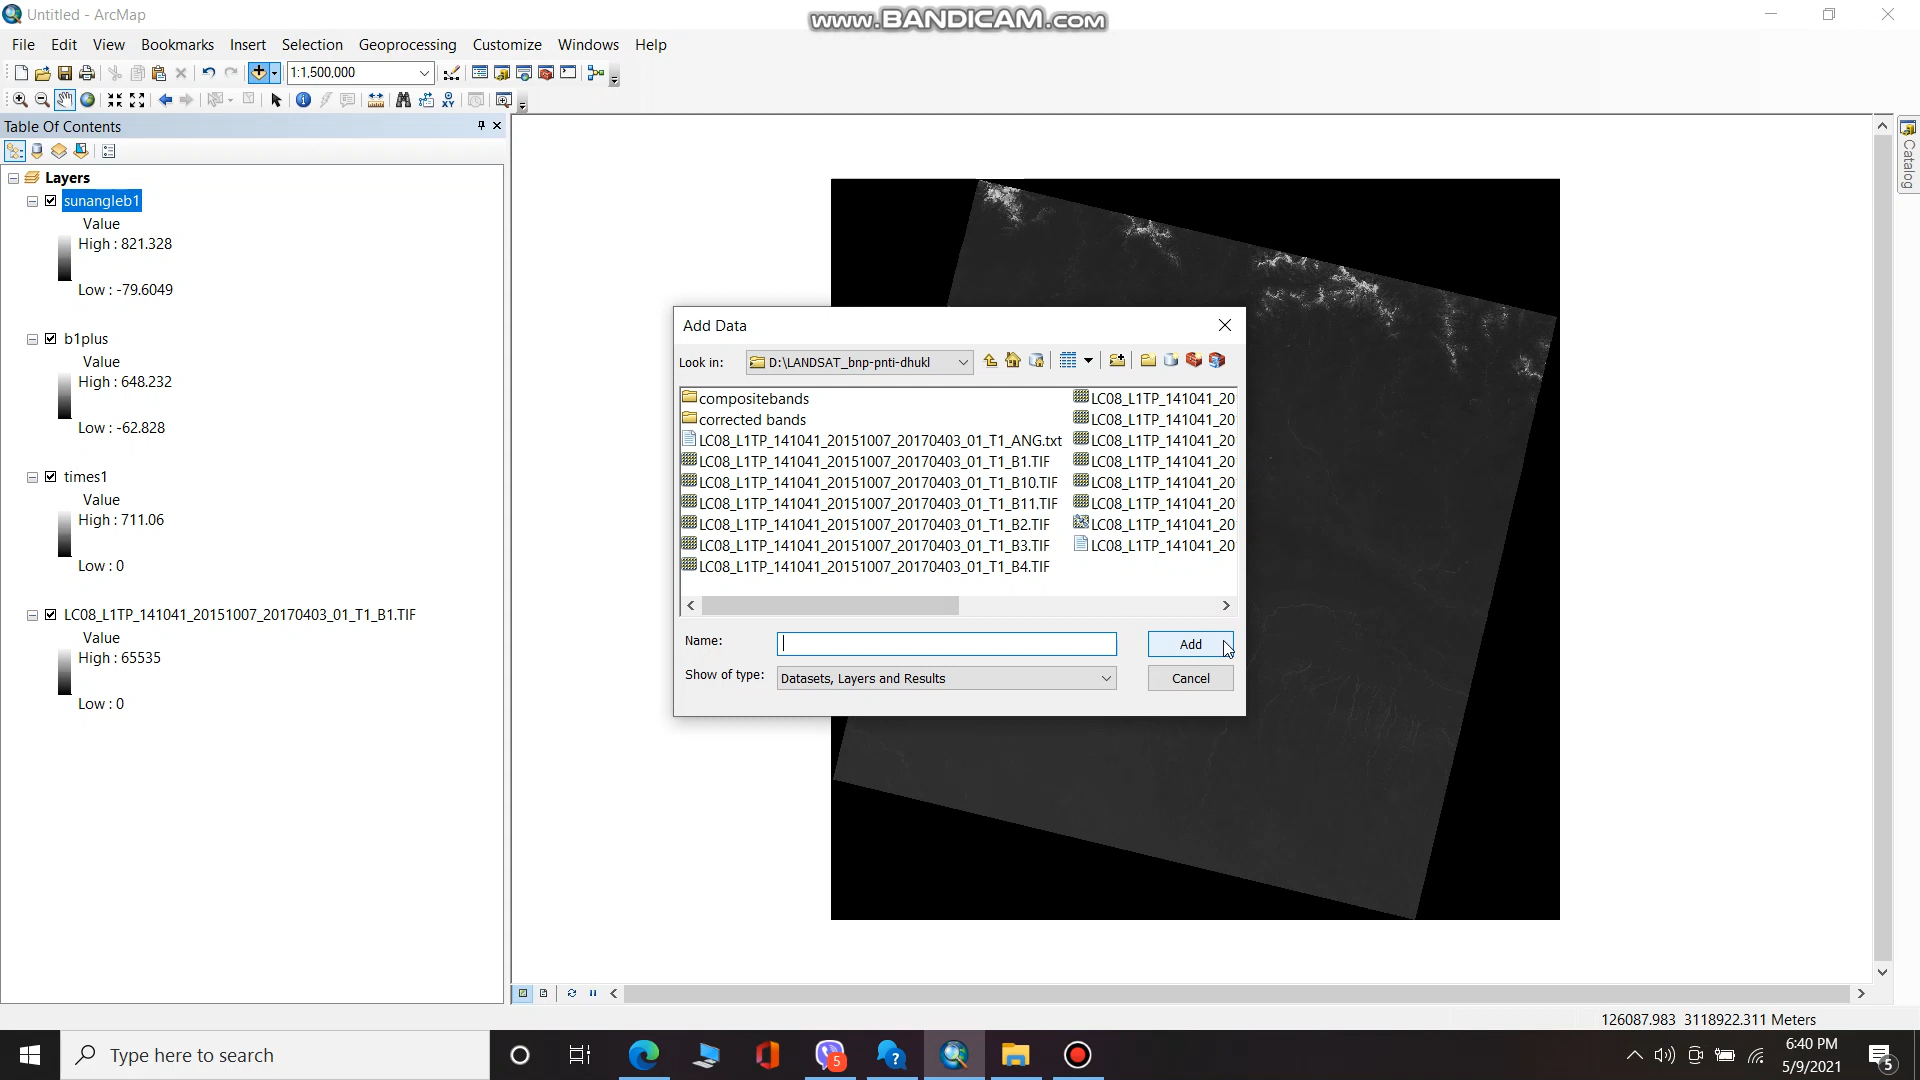 Untitled - ArcMap
www.BANDICAM.com
File Edit View Bookmarks Insert Selection Geoprocessing Customize Windows Help
1:1,500,000
Table Of Contents
Layers
sunangleb1
Value
High : 821.328
Low : -79.6049
b1plus
Value
High : 648.232
Low : -62.828
times1
Value
High : 711.06
Low : 0
LC08_L1TP_141041_20151007_20170403_01_T1_B1.TIF
Value
High : 65535
Low : 0
Catalog
Add Data
Look in: D:\LANDSAT_bnp-pnti-dhukl
compositebands
corrected bands
LC08_L1TP_141041_20151007_20170403_01_T1_ANG.txt
LC08_L1TP_141041_20151007_20170403_01_T1_B1.TIF
LC08_L1TP_141041_20151007_20170403_01_T1_B10.TIF
LC08_L1TP_141041_20151007_20170403_01_T1_B11.TIF
LC08_L1TP_141041_20151007_20170403_01_T1_B2.TIF
LC08_L1TP_141041_20151007_20170403_01_T1_B3.TIF
LC08_L1TP_141041_20151007_20170403_01_T1_B4.TIF
LC08_L1TP_141041_20
LC08_L1TP_141041_20
LC08_L1TP_141041_20
LC08_L1TP_141041_20
LC08_L1TP_141041_20
LC08_L1TP_141041_20
LC08_L1TP_141041_20
LC08_L1TP_141041_20
Name:
Add
Show of type: Datasets, Layers and Results
Cancel
126087.983 3118922.311 Meters
Type here to search
5
6:40 PM
5/9/2021
5